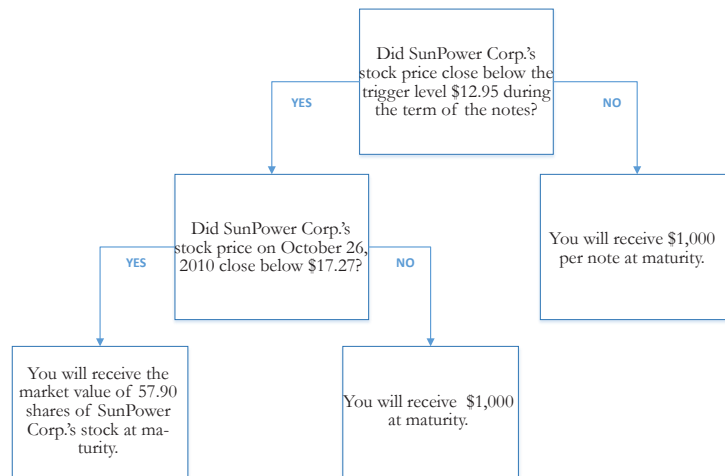 Did SunPower Corp.'s
stock price close below the
trigger level $12.95 during
the term of the notes?
YES
NO
Did SunPower Corp.'s
stock price on October 26,
2010 close below $17.27?
You will receive $1,000
per note at maturity.
YES
NO
You will receive the
market value of 57.90
shares of SunPower
Corp.'s stock at ma-
turity.
You will receive $1,000
at maturity.